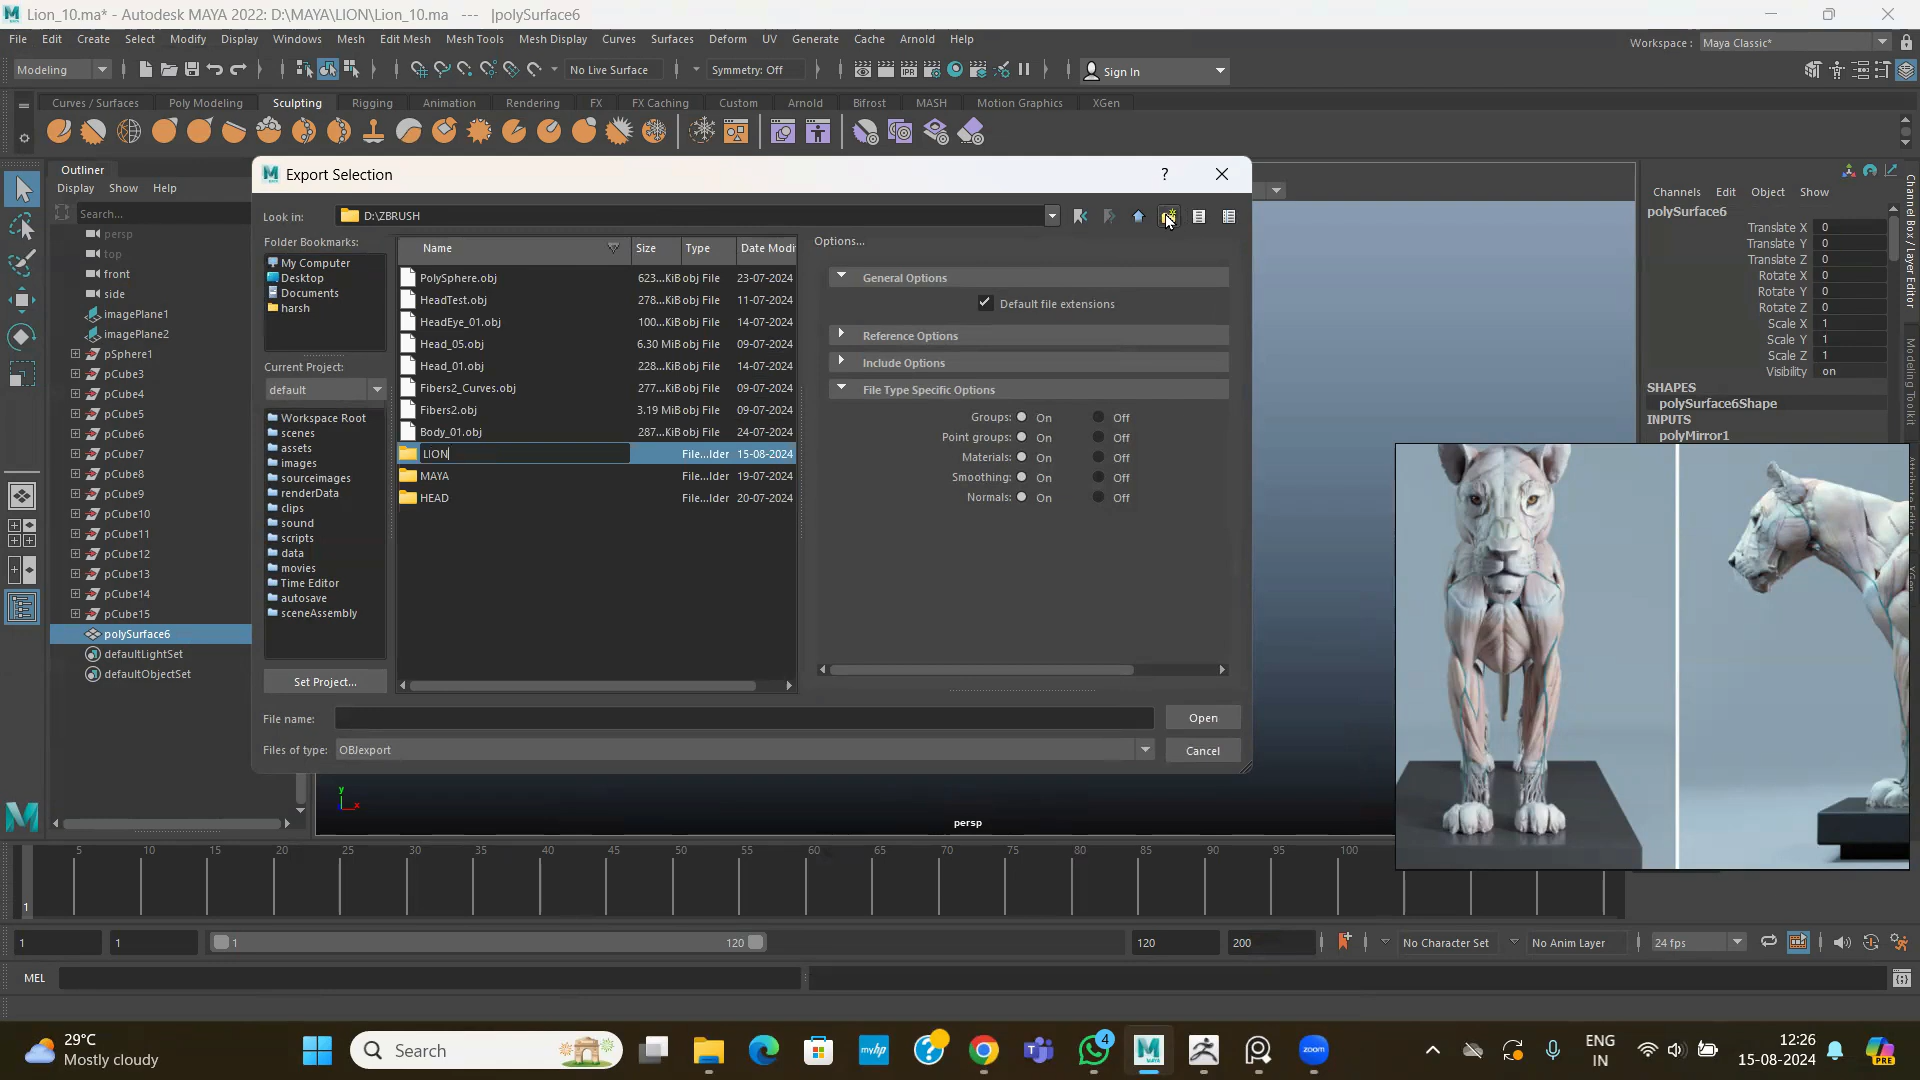 Lion_10.ma* - Autodesk MAYA 2022: D:\MAYA\LION\Lion_10.ma --- |polySurface6
File Edit Create Select Modify Display Windows Mesh Edit Mesh Mesh Tools Mesh Display Curves Surfaces Deform UV Generate Cache Arnold Help
Workspace : Maya Classic*
Modeling No Live Surface Symmetry: Off Sign In
Curves / Surfaces Poly Modeling Sculpting Rigging Animation Rendering FX FX Caching Custom Arnold Bifrost MASH Motion Graphics XGen
Outliner
Display Show Help
Search...
persp
top
front
side
imagePlane1
imagePlane2
pSphere1
pCube3
pCube4
pCube5
pCube6
pCube7
pCube8
pCube9
pCube10
pCube11
pCube12
pCube13
pCube14
pCube15
polySurface6
defaultLightSet
defaultObjectSet
Export Selection
?
Look in: D:\ZBRUSH
Folder Bookmarks:
My Computer
Desktop
Documents
harsh
Current Project:
default
Workspace Root
scenes
assets
images
sourceimages
renderData
clips
sound
scripts
data
movies
Time Editor
autosave
sceneAssembly
Set Project...
Name Size Type Date Modi
PolySphere.obj 623...KiB obj File 23-07-2024
HeadTest.obj 278...KiB obj File 11-07-2024
HeadEye_01.obj 100...KiB obj File 14-07-2024
Head_05.obj 6.30 MiB obj File 09-07-2024
Head_01.obj 228...KiB obj File 14-07-2024
Fibers2_Curves.obj 277...KiB obj File 09-07-2024
Fibers2.obj 3.19 MiB obj File 09-07-2024
Body_01.obj 287...KiB obj File 24-07-2024
LION File...lder 15-08-2024
MAYA File...lder 19-07-2024
HEAD File...lder 20-07-2024
Options...
General Options
Default file extensions
Reference Options
Include Options
File Type Specific Options
Groups: On Off
Point groups: On Off
Materials: On Off
Smoothing: On Off
Normals: On Off
File name: Open
Files of type: OBJexport Cancel
Channels Edit Object Show
polySurface6
Translate X 0
Translate Y 0
Translate Z 0
Rotate X 0
Rotate Y 0
Rotate Z 0
Scale X 1
Scale Y 1
Scale Z 1
Visibility on
SHAPES
polySurface6Shape
INPUTS
polyMirror1
Channel Box / Layer Editor
Modeling Toolkit
y
x
persp
5 10 15 20 25 30 35 40 45 50 55 60 65 70 75 80 85 90 95 100
1
1 1 1 120 120 200 No Character Set No Anim Layer 24 fps
MEL
29°C
Mostly cloudy
Search
myhp
4
zoom
ENG
IN
12:26
15-08-2024
PRE